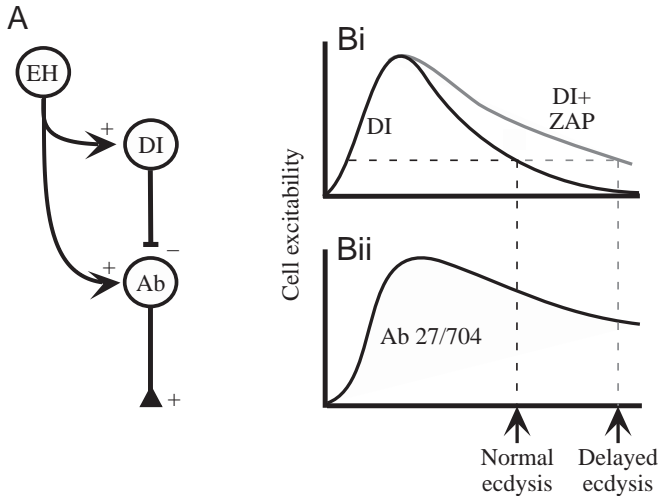 A
EH
+
DI
−
+
Ab
+
Cell excitability
Bi
DI
DI+
ZAP
Bii
Ab 27/704
Normal
ecdysis
Delayed
ecdysis